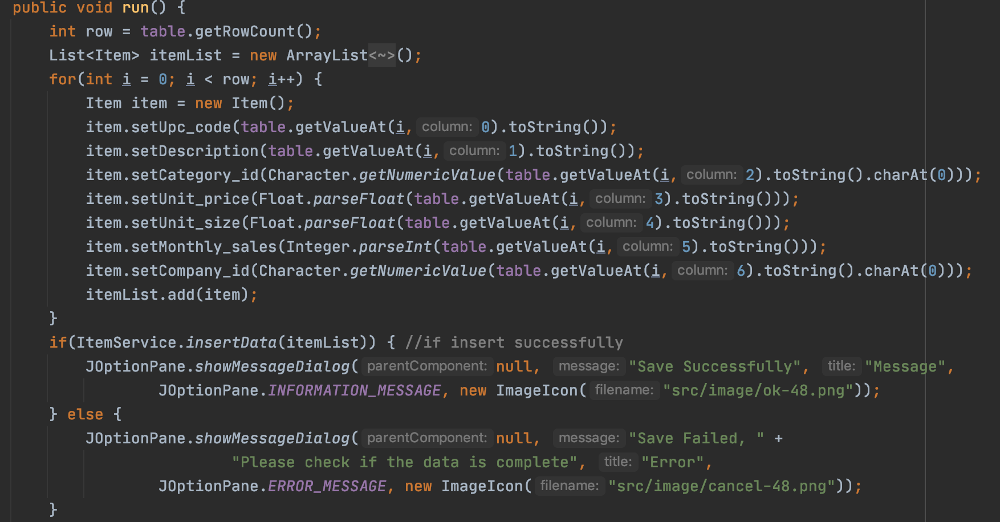 public void run() {
int row = table.getRowCount();
List<Item> itemList = new ArrayList<~>();
for(int i = 0; i < row; i++) {
Item item = new Item();
item.setUpc_code(table.getValueAt(i, column: 0).toString());
item.setDescription(table.getValueAt(i, column: 1).toString());
item.setCategory_id(Character.getNumericValue(table.getValueAt(i, column: 2).toString().charAt(0)));
item.setUnit_price(Float.parseFloat(table.getValueAt(i, column: 3).toString()));
item.setUnit_size(Float.parseFloat(table.getValueAt(i, column: 4).toString()));
item.setMonthly_sales(Integer.parseInt(table.getValueAt(i, column: 5).toString()));
item.setCompany_id(Character.getNumericValue(table.getValueAt(i, column: 6).toString().charAt(0)));
itemList.add(item);
}
if(ItemService.insertData(itemList)) { //if insert successfully
JOptionPane.showMessageDialog( parentComponent: null, message: "Save Successfully", title: "Message",
JOptionPane.INFORMATION_MESSAGE, new ImageIcon( filename: "src/image/ok-48.png"));
} else {
JOptionPane.showMessageDialog( parentComponent: null, message: "Save Failed, " +
"Please check if the data is complete", title: "Error",
JOptionPane.ERROR_MESSAGE, new ImageIcon( filename: "src/image/cancel-48.png"));
}